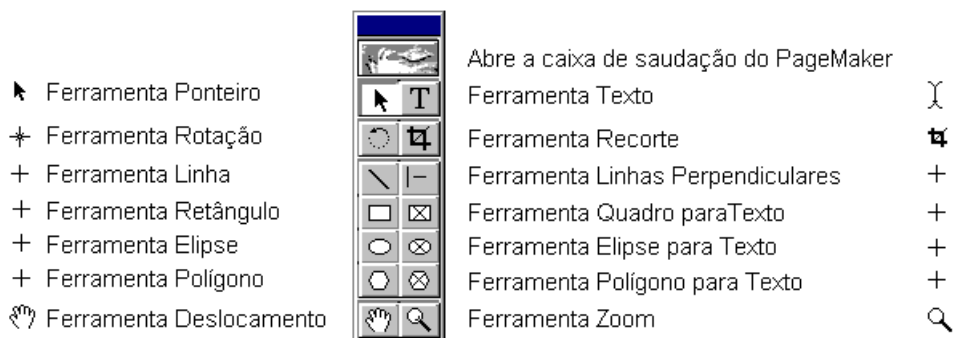 Abre a caixa de saudação do PageMaker
Ferramenta Ponteiro T Ferramenta Texto
Ferramenta Rotação Ferramenta Recorte
Ferramenta Linha Ferramenta Linhas Perpendiculares
Ferramenta Retângulo Ferramenta Quadro paraTexto
Ferramenta Elipse Ferramenta Elipse para Texto
Ferramenta Polígono Ferramenta Polígono para Texto
Ferramenta Deslocamento Ferramenta Zoom